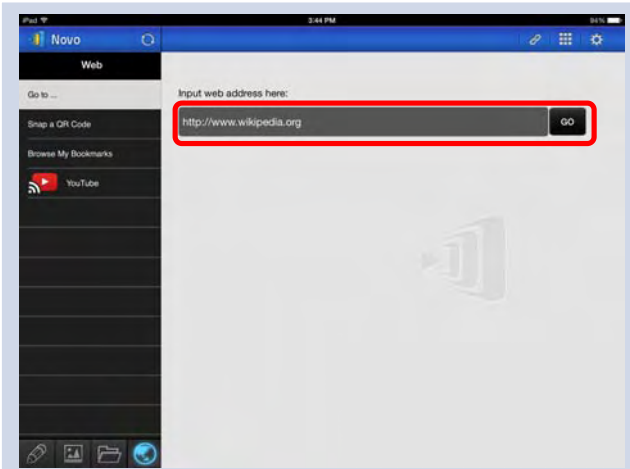 iPad 3:44 PM 94%
Novo
Web
Go to ...
Input web address here:
http://www.wikipedia.org GO
Snap a QR Code
Browse My Bookmarks
YouTube